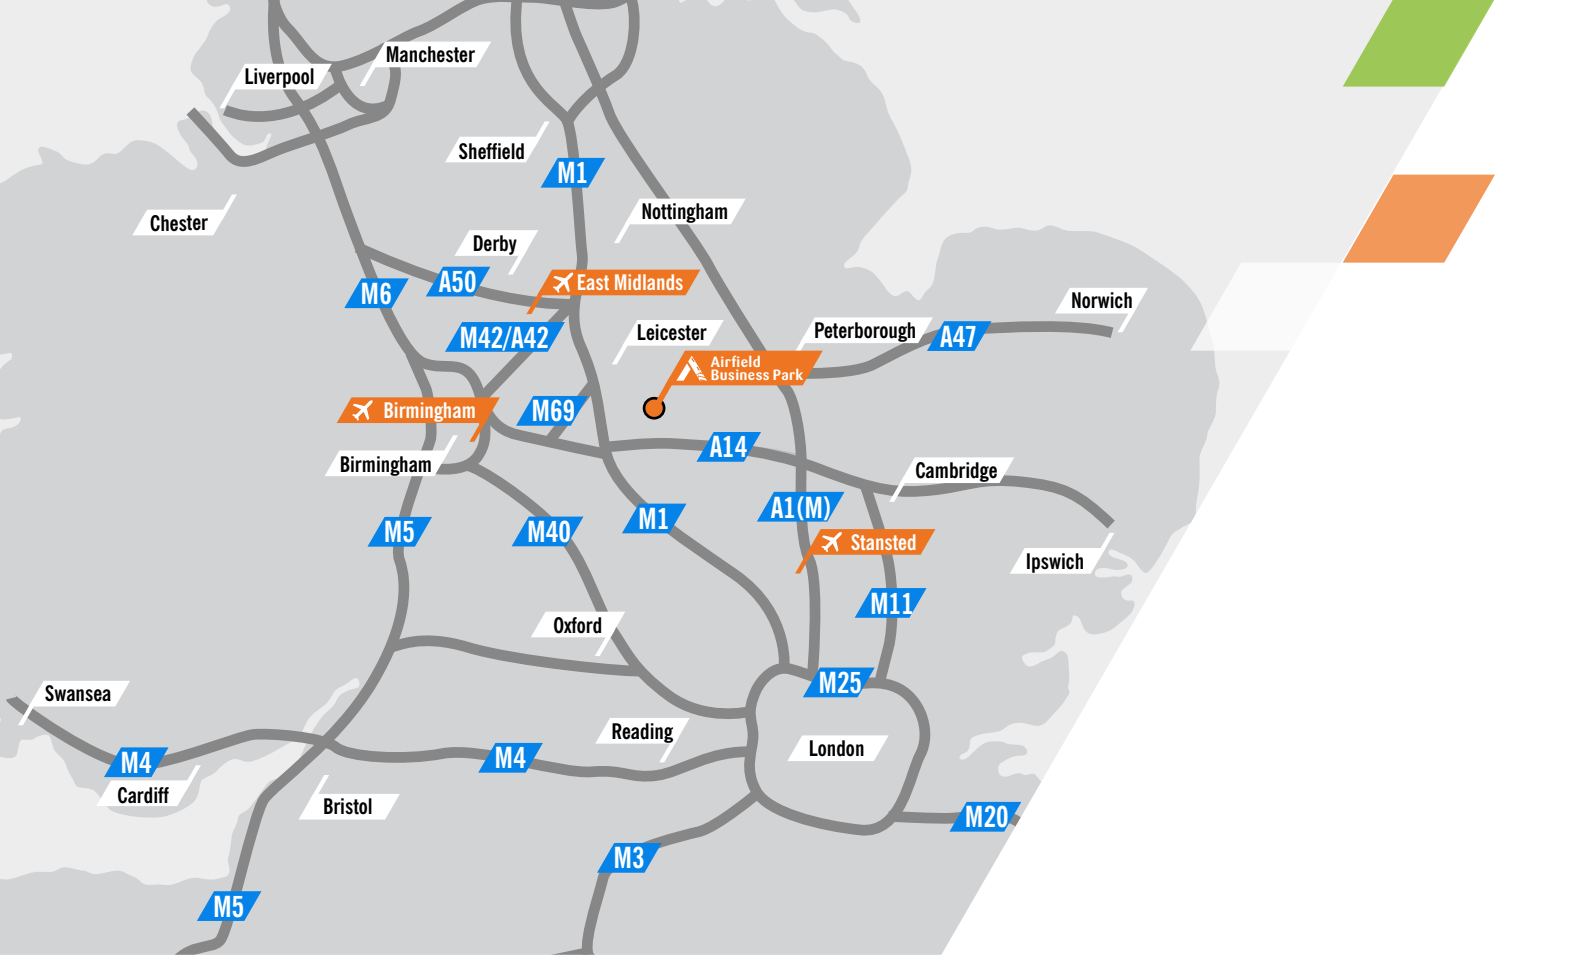 Manchester
Liverpool
Sheffield
M1
Nottingham
Chester
Derby
A50
East Midlands
M6
Norwich
M42/A42
Leicester
Peterborough
A47
Airfield
Business Park
Birmingham
M69
A14
Birmingham
Cambridge
A1(M)
M5
M40
M1
Stansted
Ipswich
M11
Oxford
M25
Swansea
Reading
London
M4
M4
Cardiff
Bristol
M20
M3
M5